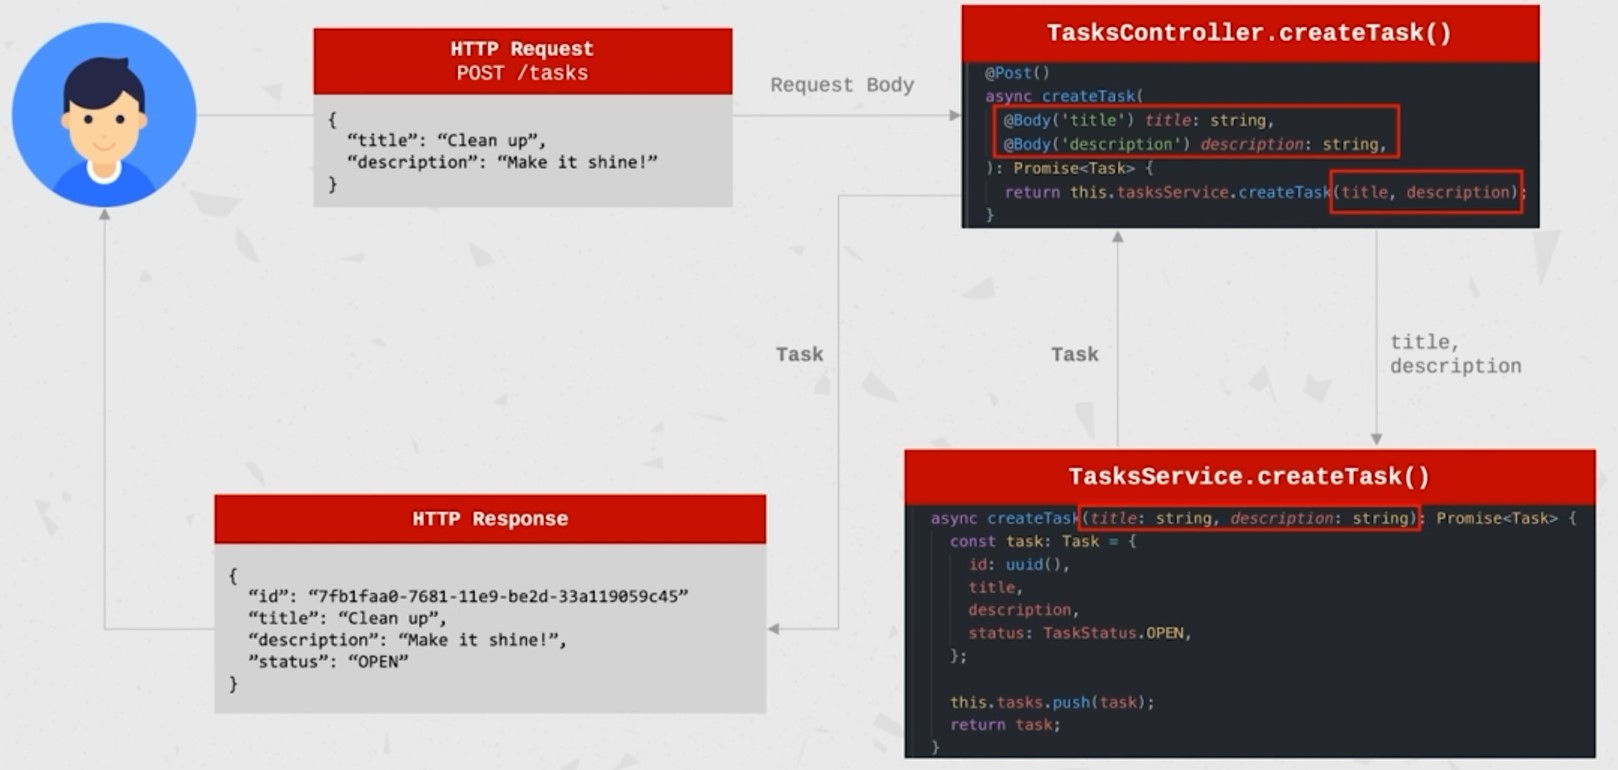 HTTP Request
POST /tasks
{
“title”: “Clean up”,
“description”: “Make it shine!”
}
Request Body
TasksController.createTask()
@Post()
async createTask(
@Body('title') title: string,
@Body('description') description: string,
): Promise<Task> {
return this.tasksService.createTask(title, description);
}
Task
Task
title,
description
HTTP Response
{
“id”: “7fb1faa0-7681-11e9-be2d-33a119059c45”
“title”: “Clean up”,
“description”: “Make it shine!”,
”status”: “OPEN”
}
TasksService.createTask()
async createTask(title: string, description: string): Promise<Task> {
const task: Task = {
id: uuid(),
title,
description,
status: TaskStatus.OPEN,
};
this.tasks.push(task);
return task;
}